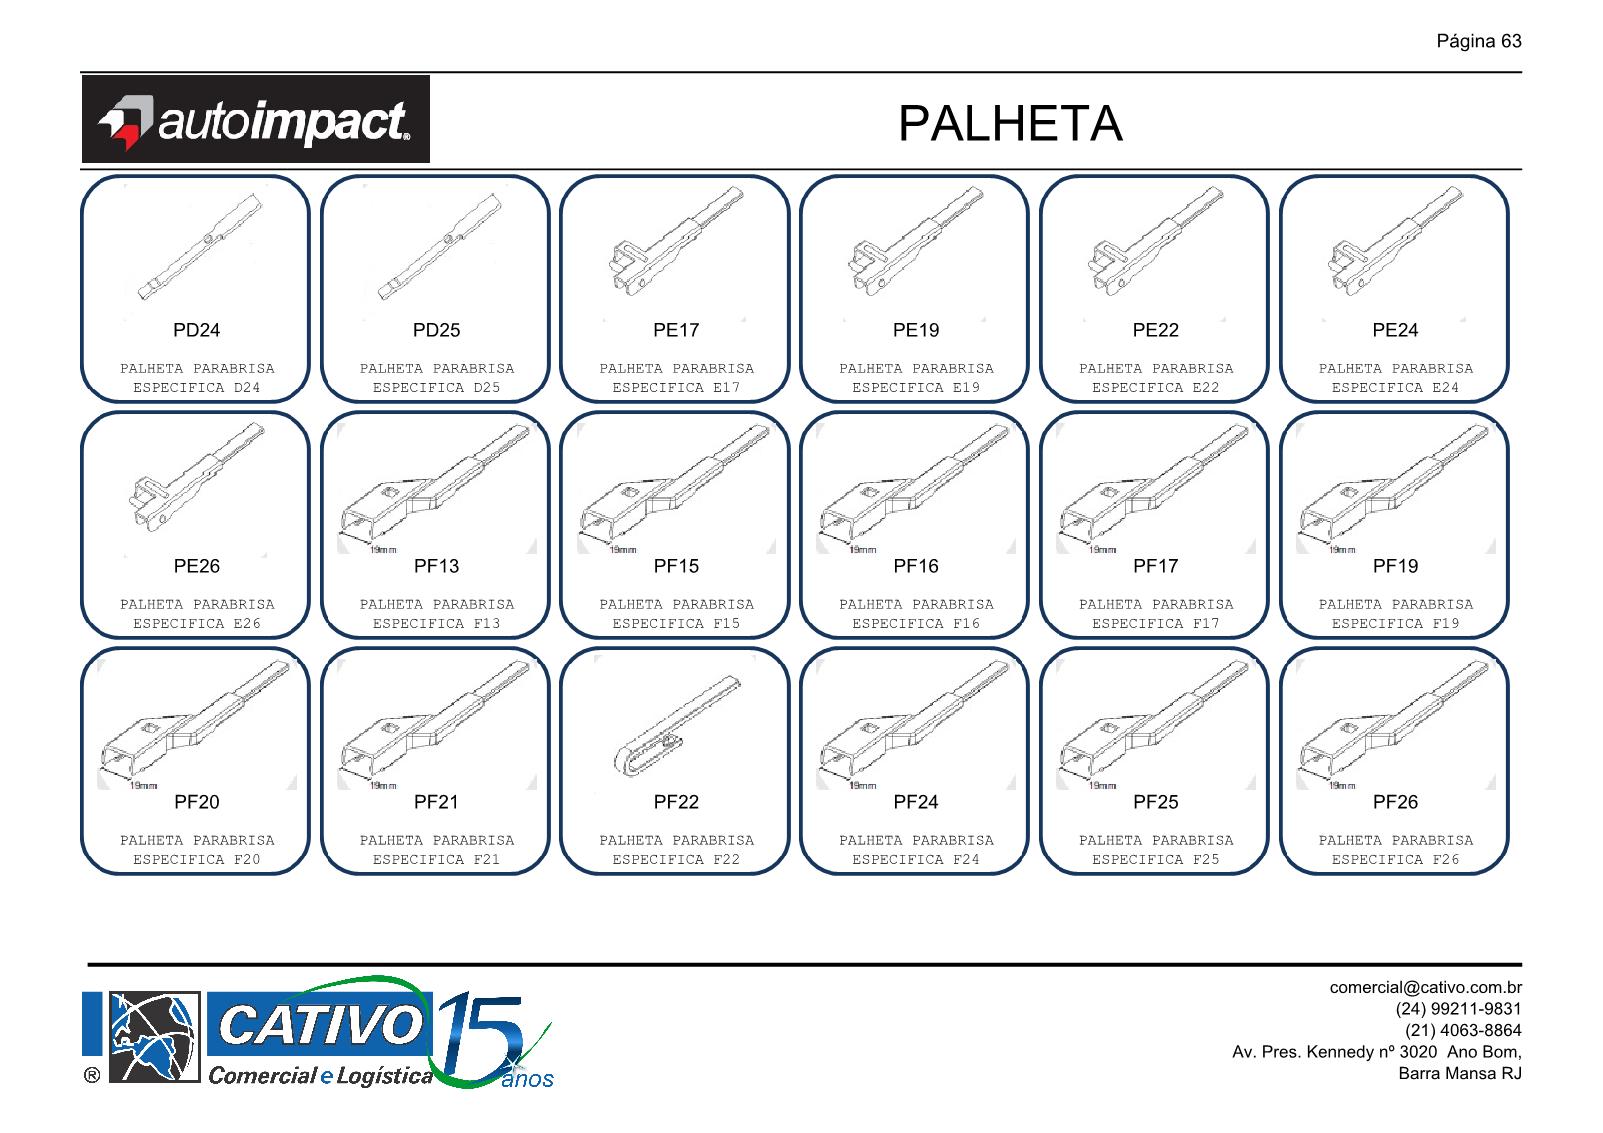 Página 63
autoimpact®
PALHETA
PD24
PALHETA PARABRISA
ESPECIFICA D24
PD25
PALHETA PARABRISA
ESPECIFICA D25
PE17
PALHETA PARABRISA
ESPECIFICA E17
PE19
PALHETA PARABRISA
ESPECIFICA E19
PE22
PALHETA PARABRISA
ESPECIFICA E22
PE24
PALHETA PARABRISA
ESPECIFICA E24
PE26
PALHETA PARABRISA
ESPECIFICA E26
19mm
PF13
PALHETA PARABRISA
ESPECIFICA F13
19mm
PF15
PALHETA PARABRISA
ESPECIFICA F15
19mm
PF16
PALHETA PARABRISA
ESPECIFICA F16
19mm
PF17
PALHETA PARABRISA
ESPECIFICA F17
19mm
PF19
PALHETA PARABRISA
ESPECIFICA F19
19mm
PF20
PALHETA PARABRISA
ESPECIFICA F20
19mm
PF21
PALHETA PARABRISA
ESPECIFICA F21
PF22
PALHETA PARABRISA
ESPECIFICA F22
19mm
PF24
PALHETA PARABRISA
ESPECIFICA F24
19mm
PF25
PALHETA PARABRISA
ESPECIFICA F25
19mm
PF26
PALHETA PARABRISA
ESPECIFICA F26
CATIVO 15
® Comercial e Logística anos
comercial@cativo.com.br
(24) 99211-9831
(21) 4063-8864
Av. Pres. Kennedy nº 3020 Ano Bom,
Barra Mansa RJ